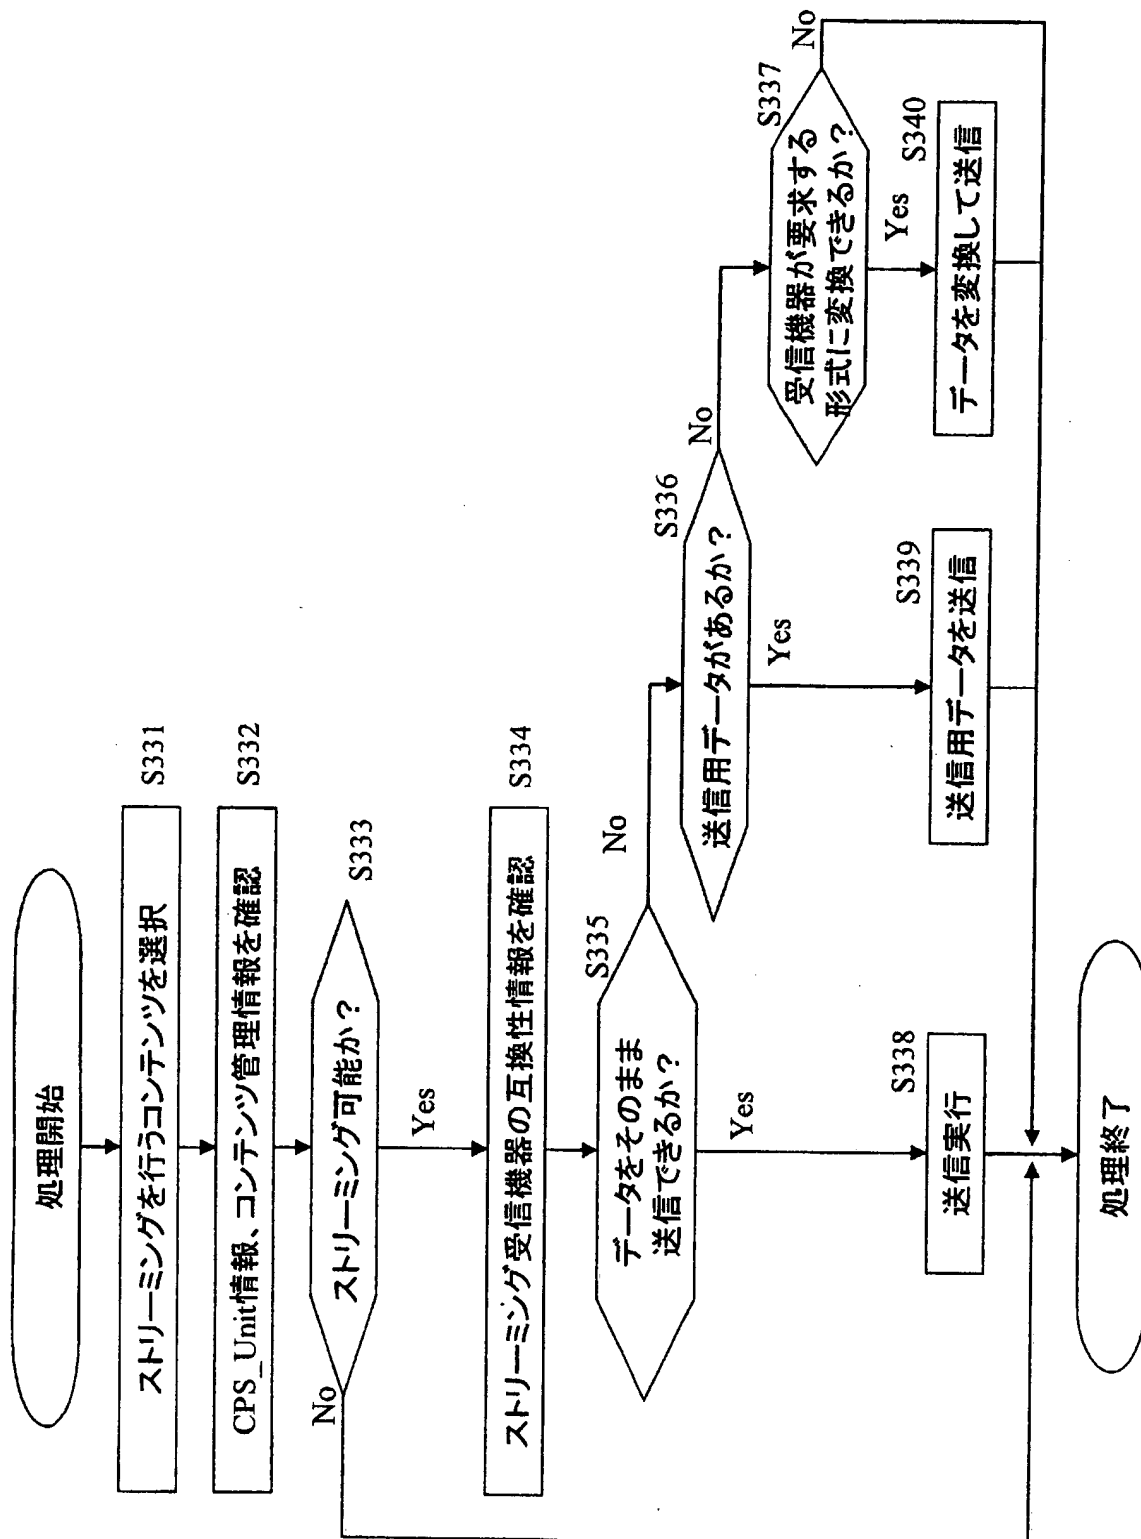 処理開始
S331
ストリーミングを行うコンテンツを選択
S332
CPS_Unit情報、コンテンツ管理情報を確認
S333
ストリーミング可能か？
No
Yes
S334
ストリーミング受信機器の互換性情報を確認
S335
データをそのまま
送信できるか？
No
Yes
S336
送信用データがあるか？
No
Yes
S337
受信機器が要求する
形式に変換できるか？
No
Yes
S338
送信実行
S339
送信用データを送信
S340
データを変換して送信
処理終了